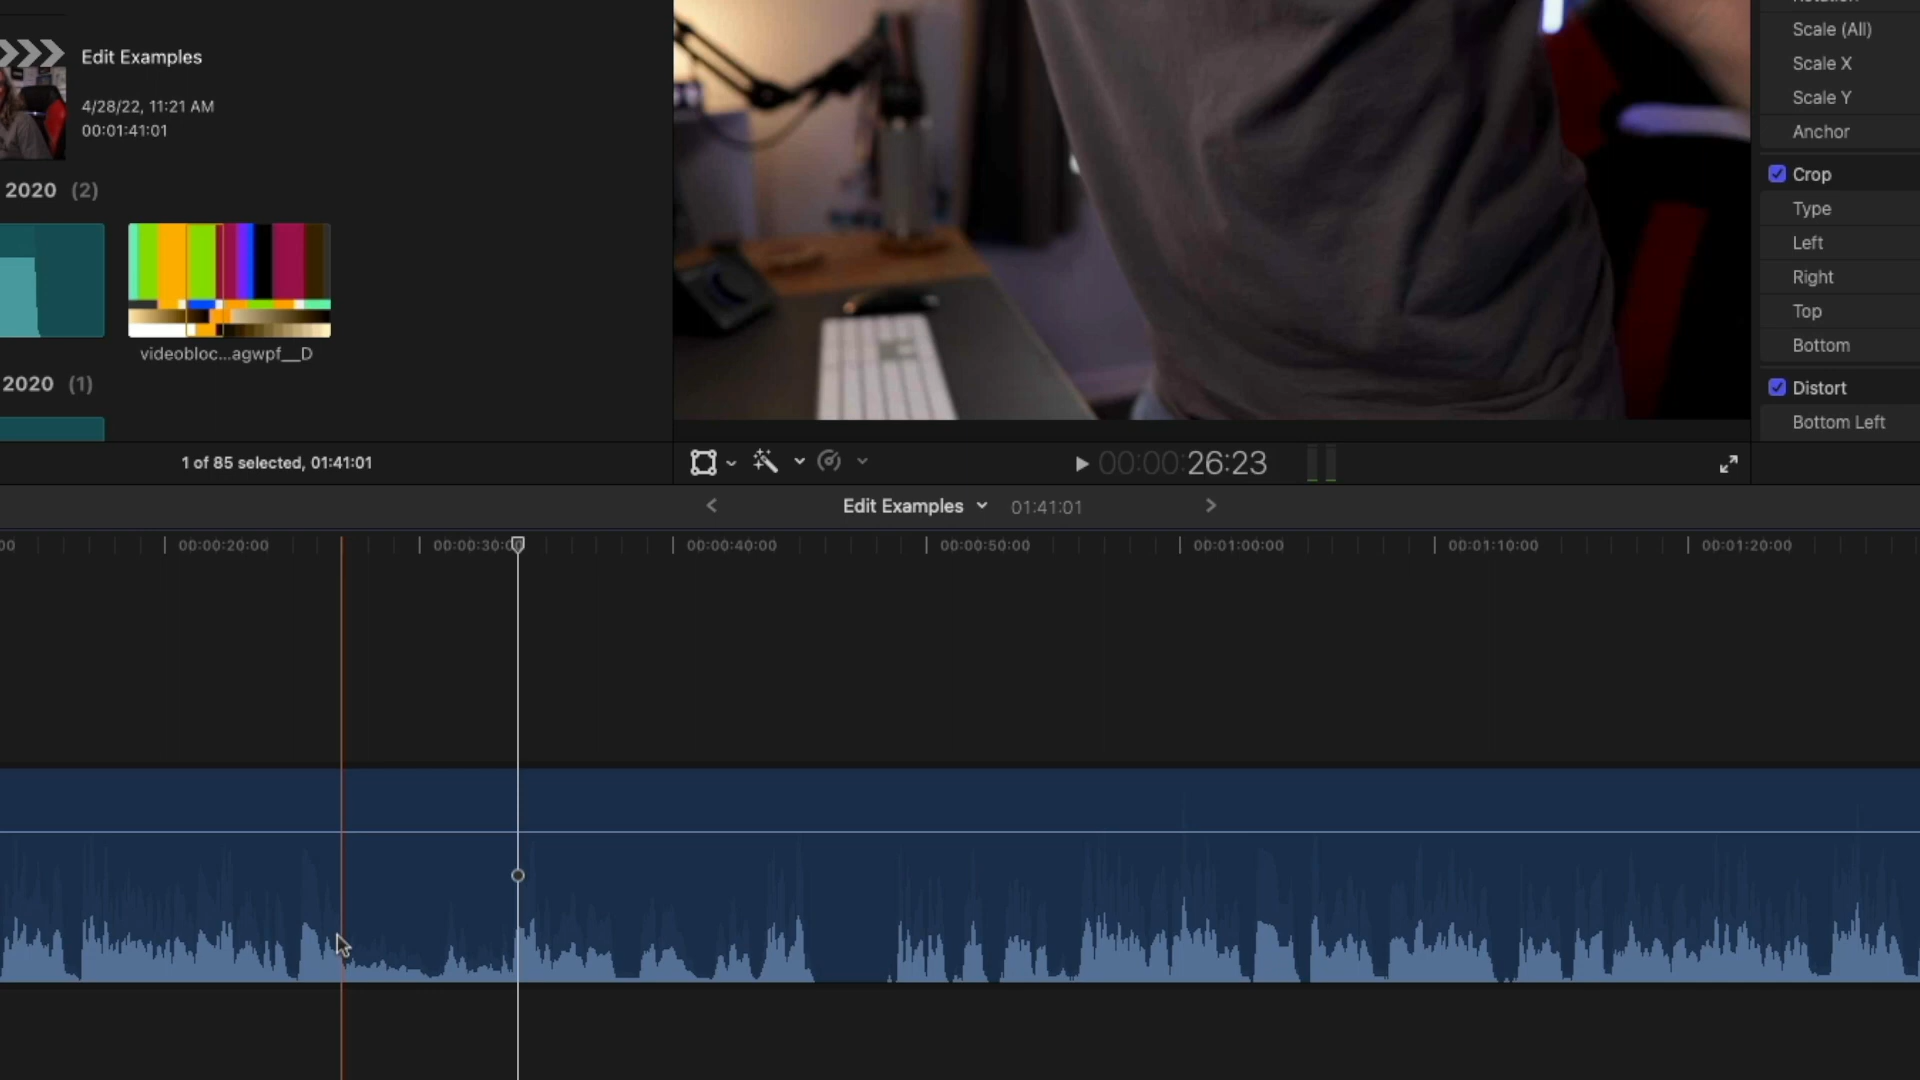 Edit Examples
4/28/22, 11:21 AM
00:01:41:01
2020 (2)
videobloc...agwpf__D
2020 (1)
1 of 85 selected, 01:41:01
00:00:26:23
Scale (All)
Scale X
Scale Y
Anchor
Crop
Type
Left
Right
Top
Bottom
Distort
Bottom Left
Edit Examples 01:41:01
00 00:00:20:00 00:00:30:00 00:00:40:00 00:00:50:00 00:01:00:00 00:01:10:00 00:01:20:00